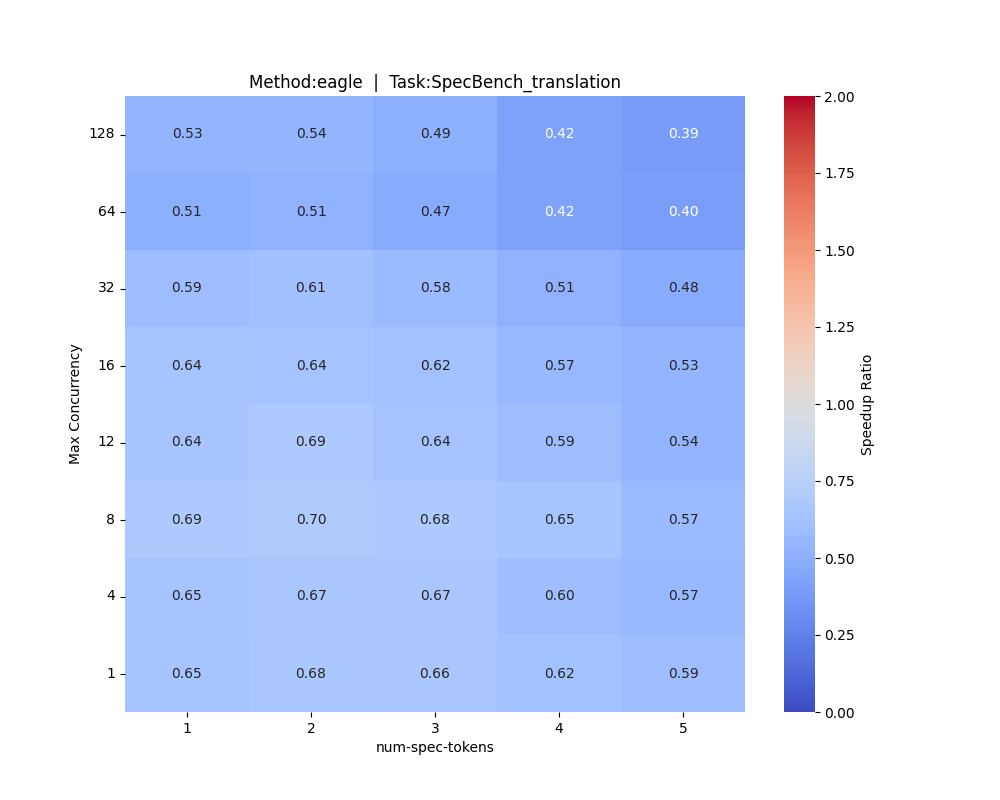 Method:eagle | Task:SpecBench_translation
128 0.53 0.54 0.49 0.42 0.39
64 0.51 0.51 0.47 0.42 0.40
32 0.59 0.61 0.58 0.51 0.48
16 0.64 0.64 0.62 0.57 0.53
12 0.64 0.69 0.64 0.59 0.54
8 0.69 0.70 0.68 0.65 0.57
4 0.65 0.67 0.67 0.60 0.57
1 0.65 0.68 0.66 0.62 0.59
1 2 3 4 5
num-spec-tokens
Max Concurrency
2.00
1.75
1.50
1.25
1.00
0.75
0.50
0.25
0.00
Speedup Ratio